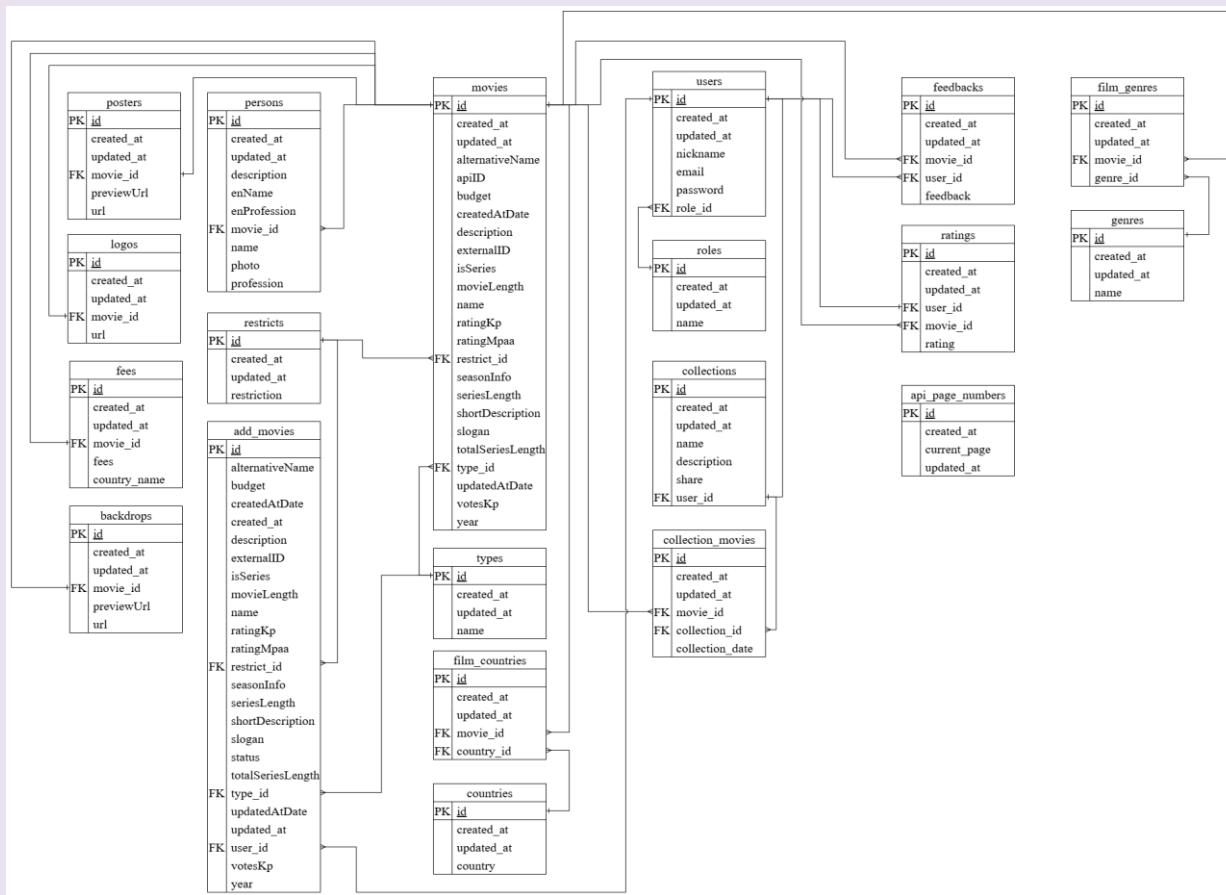 posters
PK id
created_at
updated_at
FK movie_id
previewUrl
url
logos
PK id
created_at
updated_at
FK movie_id
url
fees
PK id
created_at
updated_at
FK movie_id
fees
country_name
backdrops
PK id
created_at
updated_at
FK movie_id
previewUrl
url
persons
PK id
created_at
updated_at
description
enName
enProfession
FK movie_id
name
photo
profession
restricts
PK id
created_at
updated_at
restriction
add_movies
PK id
alternativeName
budget
createdAtDate
created_at
description
externalID
isSeries
movieLength
name
ratingKp
ratingMpaa
FK restrict_id
seasonInfo
seriesLength
shortDescription
slogan
status
totalSeriesLength
FK type_id
updatedAtDate
updated_at
FK user_id
votesKp
year
movies
PK id
created_at
updated_at
alternativeName
apiID
budget
createdAtDate
description
externalID
isSeries
movieLength
name
ratingKp
ratingMpaa
FK restrict_id
seasonInfo
seriesLength
shortDescription
slogan
totalSeriesLength
FK type_id
updatedAtDate
votesKp
year
types
PK id
created_at
updated_at
name
film_countries
PK id
created_at
updated_at
FK movie_id
FK country_id
countries
PK id
created_at
updated_at
country
users
PK id
created_at
updated_at
nickname
email
password
FK role_id
roles
PK id
created_at
updated_at
name
collections
PK id
created_at
updated_at
name
description
share
FK user_id
collection_movies
PK id
created_at
updated_at
FK movie_id
FK collection_id
collection_date
feedbacks
PK id
created_at
updated_at
FK movie_id
FK user_id
feedback
ratings
PK id
created_at
updated_at
FK user_id
FK movie_id
rating
api_page_numbers
PK id
created_at
current_page
updated_at
film_genres
PK id
created_at
updated_at
FK movie_id
FK genre_id
genres
PK id
created_at
updated_at
name